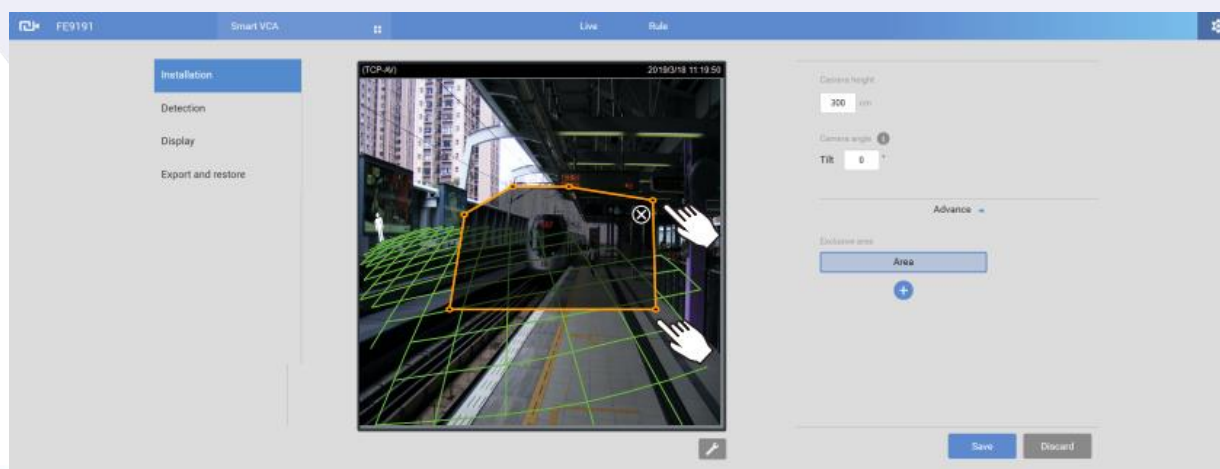 FE9191
Smart VCA
Live
Rule
Installation
Detection
Display
Export and restore
(TCP-AV)
2019/3/18 11:19:50
Camera height
300 cm
Camera angle i
Tilt 0 °
Advance
Exclusive area
Area
Save
Discard